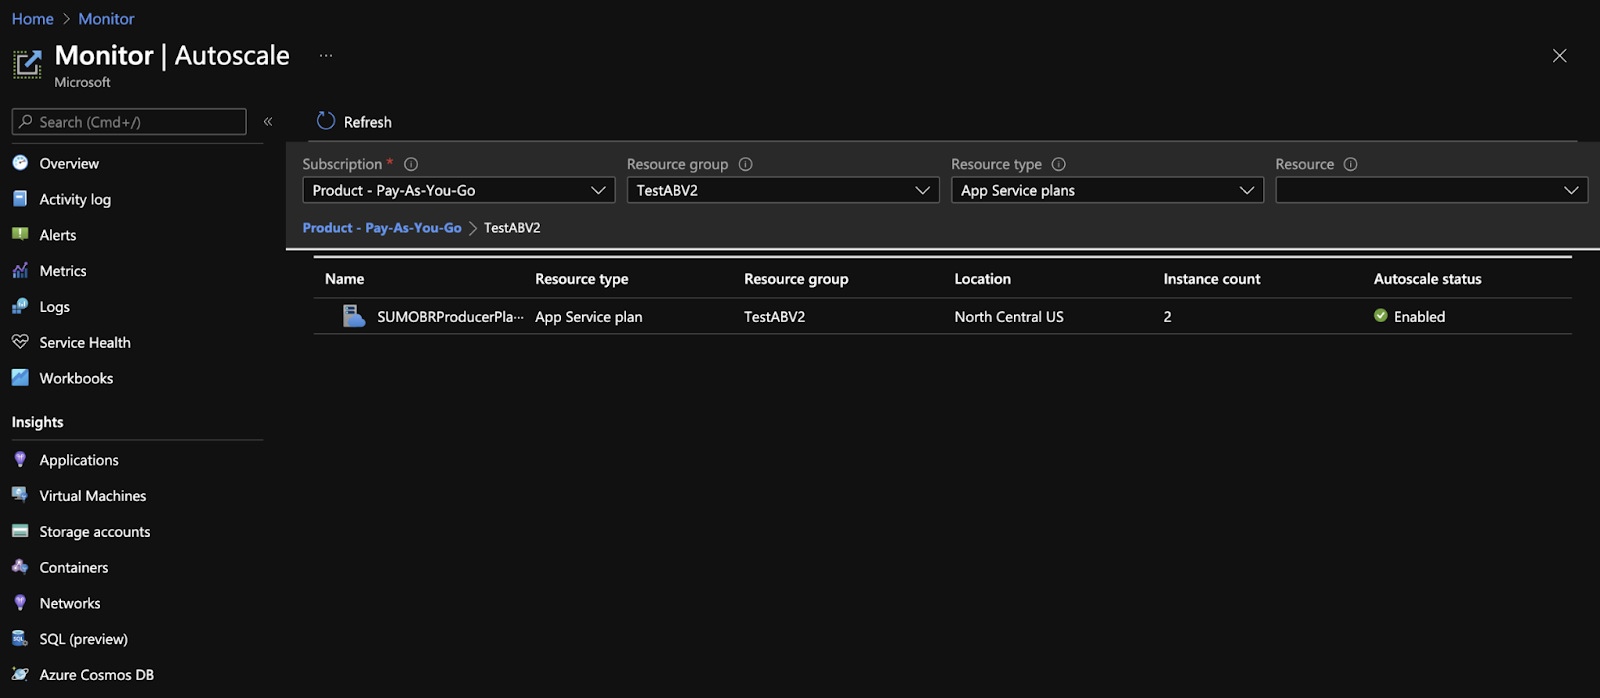 Home > Monitor
Monitor | Autoscale ...
Microsoft
Search (Cmd+/)
«
Overview
Activity log
Alerts
Metrics
Logs
Service Health
Workbooks
Insights
Applications
Virtual Machines
Storage accounts
Containers
Networks
SQL (preview)
Azure Cosmos DB
Refresh
Subscription * Resource group Resource type Resource
Product - Pay-As-You-Go TestABV2 App Service plans
Product - Pay-As-You-Go > TestABV2
Name Resource type Resource group Location Instance count Autoscale status
SUMOBRProducerPla... App Service plan TestABV2 North Central US 2 Enabled